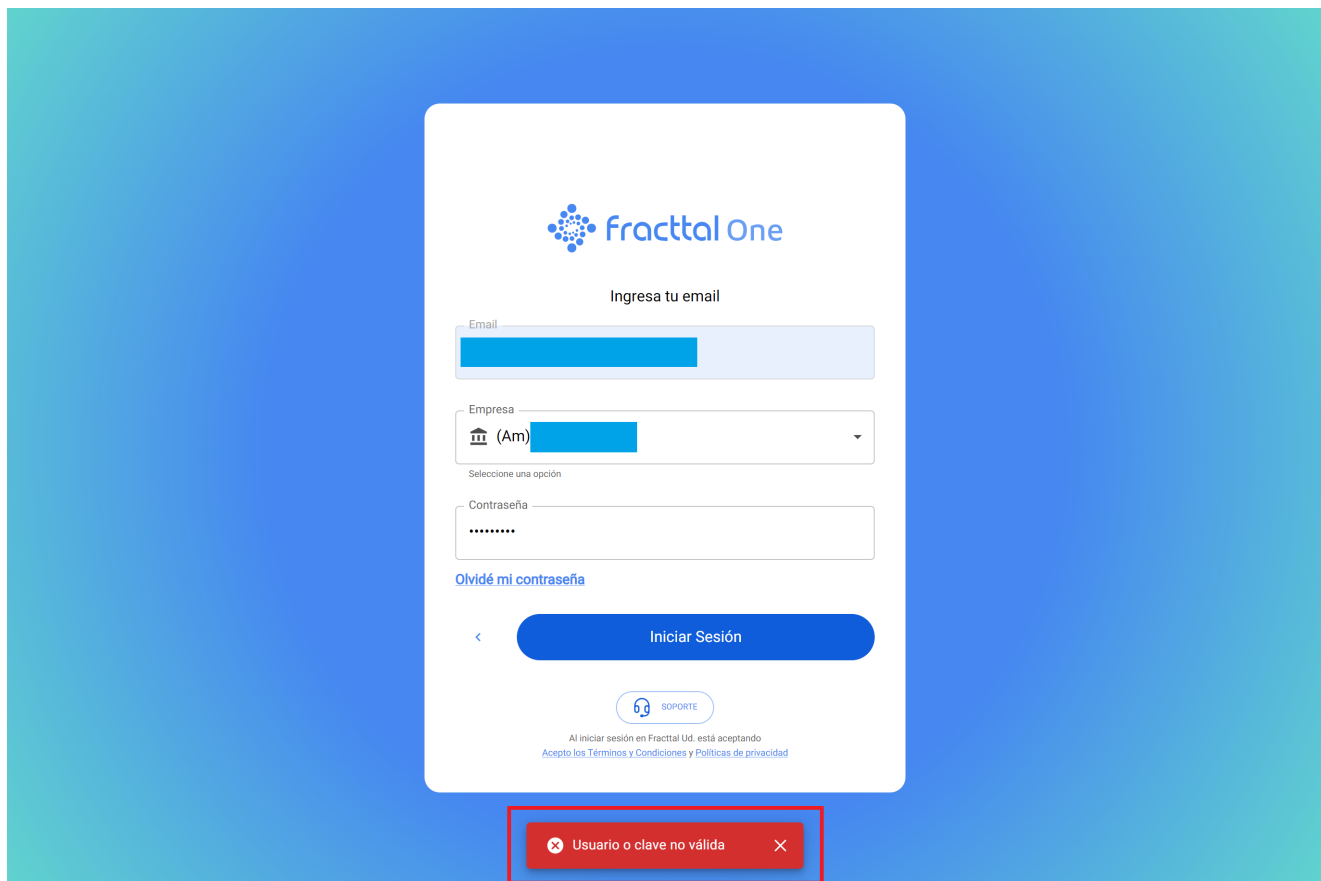 fracttal One
Ingresa tu email
Email
Empresa
(Am)
Seleccione una opción
Contraseña
•••••••••
Olvidé mi contraseña
< Iniciar Sesión
SOPORTE
Al iniciar sesión en Fracttal Ud. está aceptando
Acepto los Términos y Condiciones y Políticas de privacidad
Usuario o clave no válida